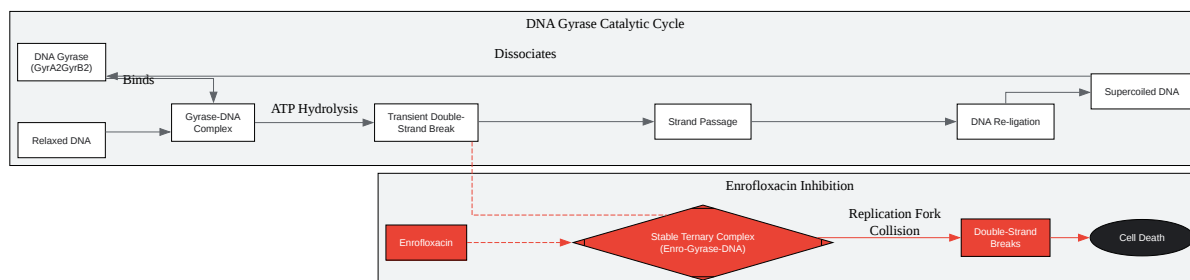 DNA Gyrase Catalytic Cycle
DNA Gyrase
(GyrA2GyrB2)
Dissociates
Binds
Supercoiled DNA
Relaxed DNA
Gyrase-DNA
Complex
ATP Hydrolysis
Transient Double-
Strand Break
Strand Passage
DNA Re-ligation
Enrofloxacin Inhibition
Enrofloxacin
Stable Ternary Complex
(Enro-Gyrase-DNA)
Replication Fork
Collision
Double-Strand
Breaks
Cell Death